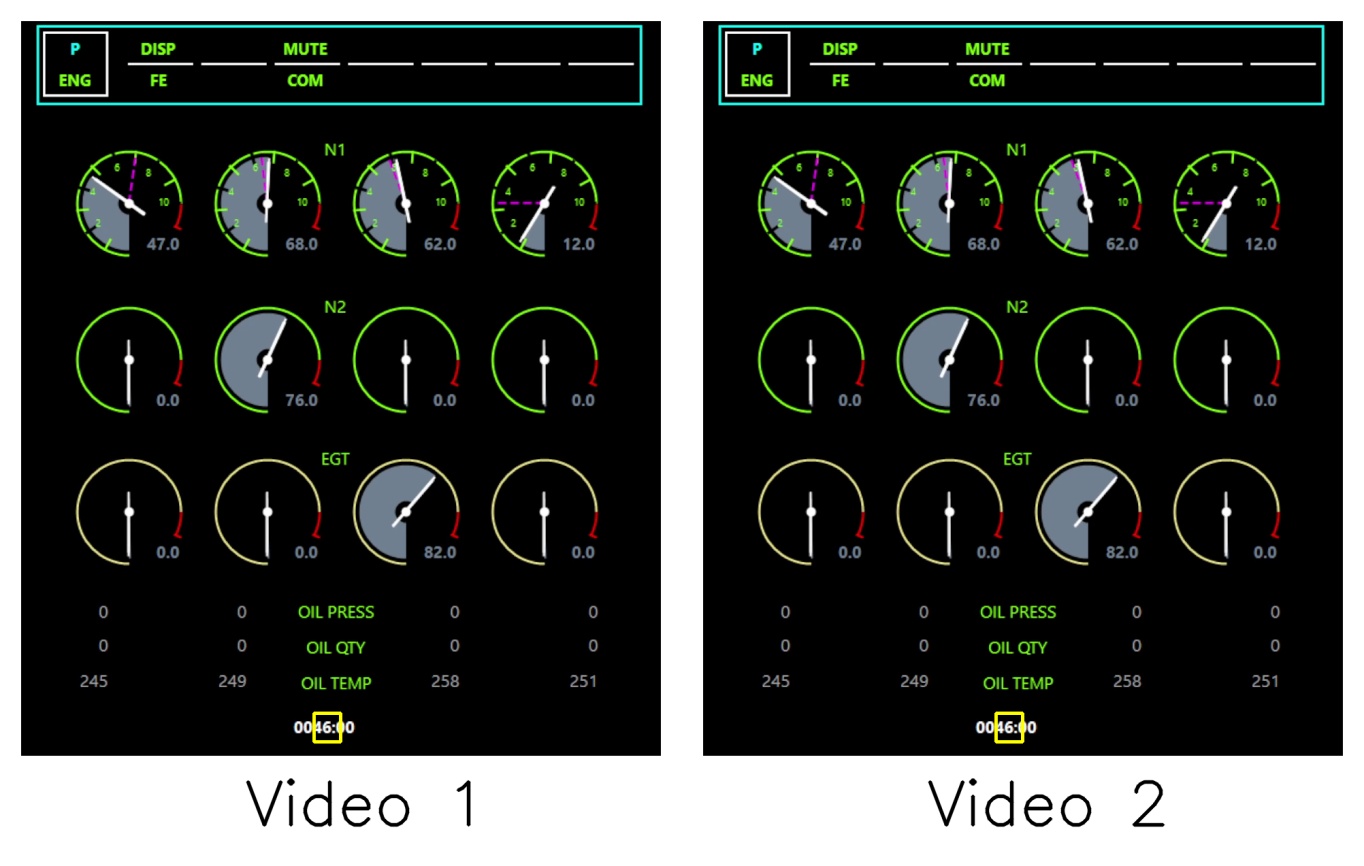 P DISP MUTE
ENG FE COM
P DISP MUTE
ENG FE COM
N1
2 4 6 8 10 47.0
2 4 6 8 10 68.0
2 4 6 8 10 62.0
2 4 6 8 10 12.0
N2
0.0 76.0 0.0 0.0
EGT
0.0 0.0 82.0 0.0
0 0 OIL PRESS 0 0
0 0 OIL QTY 0 0
245 249 OIL TEMP 258 251
0046:00
Video 1
N1
2 4 6 8 10 47.0
2 4 6 8 10 68.0
2 4 6 8 10 62.0
2 4 6 8 10 12.0
N2
0.0 76.0 0.0 0.0
EGT
0.0 0.0 82.0 0.0
0 0 OIL PRESS 0 0
0 0 OIL QTY 0 0
245 249 OIL TEMP 258 251
0046:00
Video 2